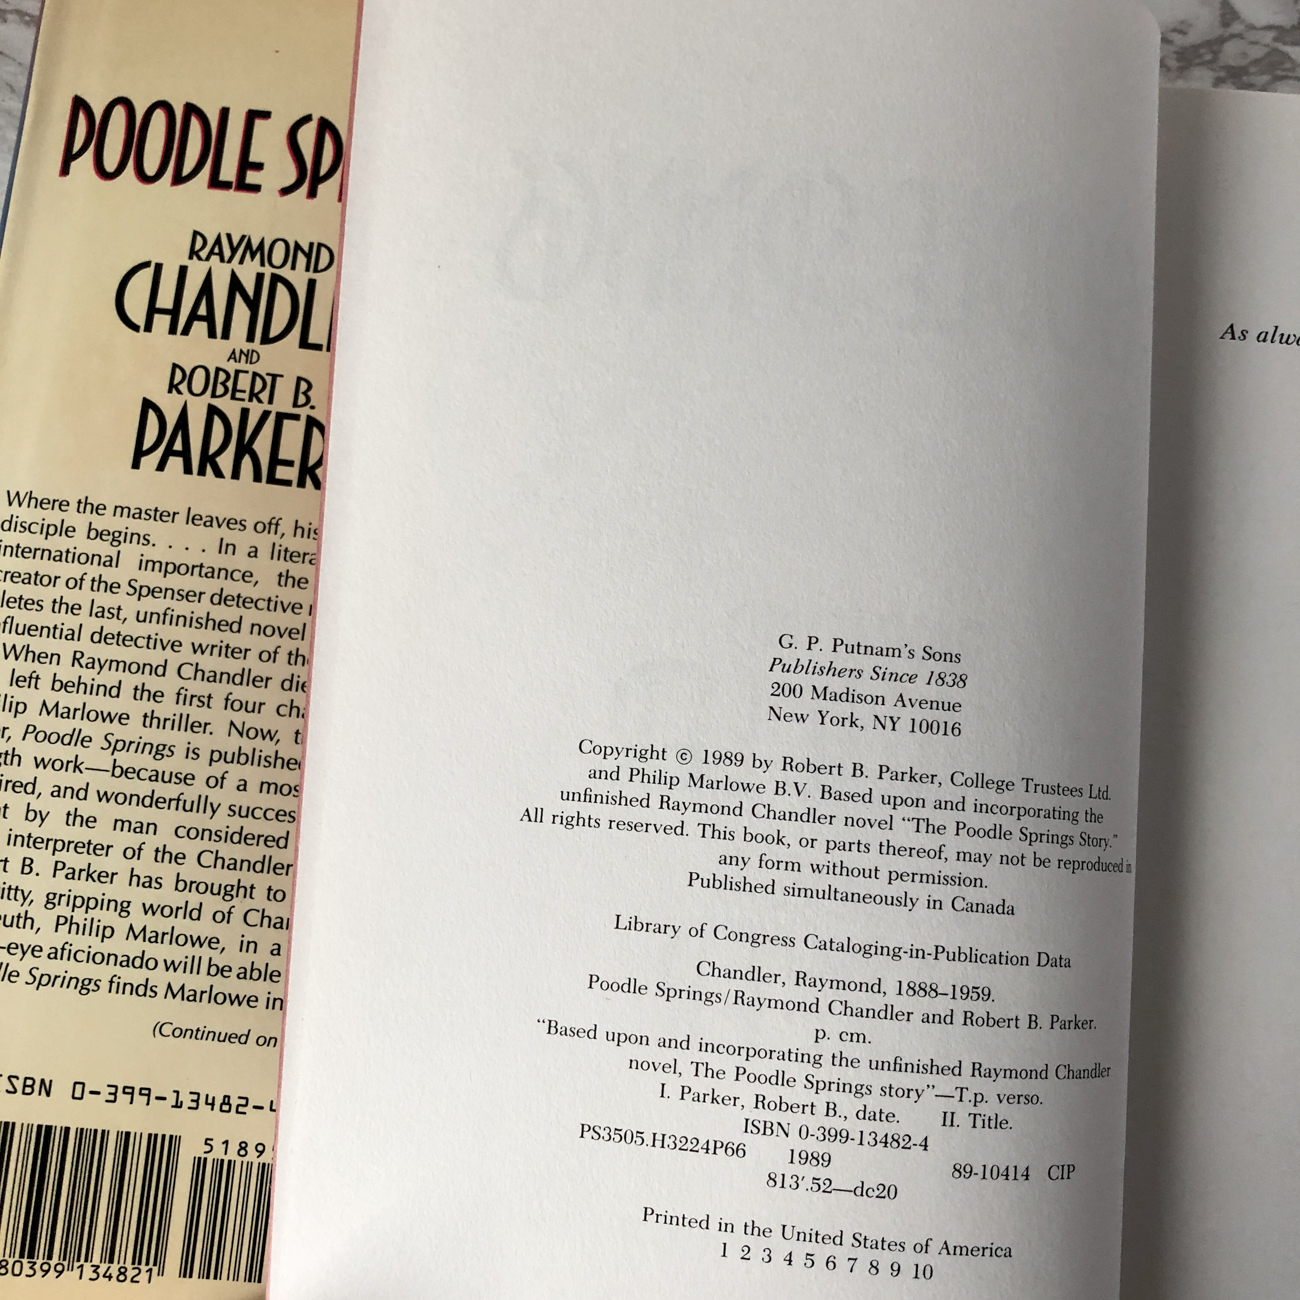 POODLE
RAYMOND
CHANDL
AND
ROBERT B.
PARKER
Where the master leaves off, his
disciple begins. . . . In a litera
international importance, the
creator of the Spenser detective
letes the last, unfinished novel
fluential detective writer of th
When Raymond Chandler die
left behind the first four cha
lip Marlowe thriller. Now, t
r, Poodle Springs is publishe
gth work—because of a mos
ired, and wonderfully succes
t by the man considered
interpreter of the Chandler
rt B. Parker has brought to
itty, gripping world of Chan
euth, Philip Marlowe, in a
-eye aficionado will be able
dle Springs finds Marlowe in
(Continued on
ISBN 0-399-13482-4
5189
80399 134821
G. P. Putnam's Sons
Publishers Since 1838
200 Madison Avenue
New York, NY 10016
Copyright © 1989 by Robert B. Parker, College Trustees Ltd.
and Philip Marlowe B.V. Based upon and incorporating the
unfinished Raymond Chandler novel “The Poodle Springs Story.”
All rights reserved. This book, or parts thereof, may not be reproduced in
any form without permission.
Published simultaneously in Canada
Library of Congress Cataloging-in-Publication Data
Chandler, Raymond, 1888–1959.
Poodle Springs/Raymond Chandler and Robert B. Parker.
p. cm.
“Based upon and incorporating the unfinished Raymond Chandler
novel, The Poodle Springs story”—T.p. verso.
I. Parker, Robert B., date. II. Title.
ISBN 0-399-13482-4
PS3505.H3224P66 1989
813′.52—dc20 89-10414 CIP
Printed in the United States of America
1 2 3 4 5 6 7 8 9 10
As alwa